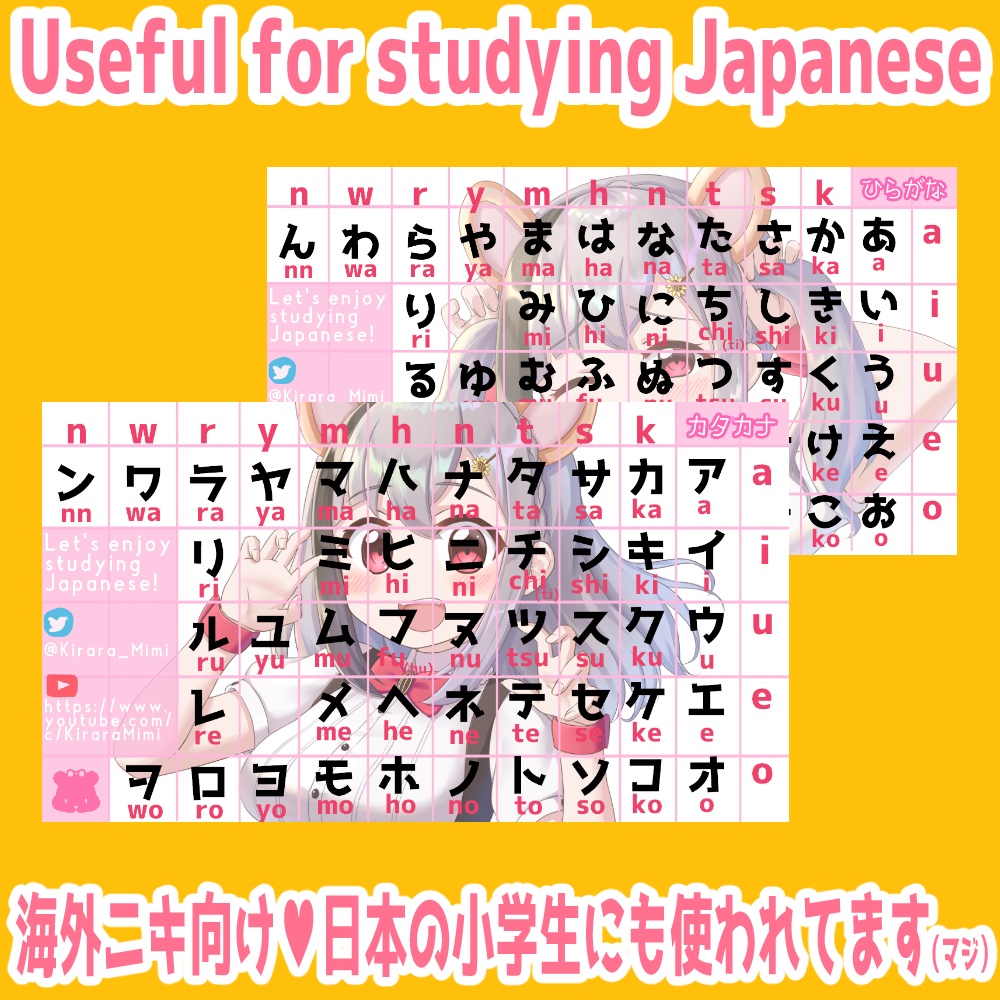 Useful for studying Japanese
n w r y m h n t s k ひらがな
ん わ ら や ま は な た さ か あ a
nn wa ra ya ma ha na ta sa ka a
Let's enjoy
studying
Japanese!
り み ひ に ち し き い i
ri mi hi ni chi (ti) shi ki i
@Kirara_Mimi
る ゆ む ふ ぬ つ す く う u
ku u
け え e
ke e
こ お o
ko o
n w r y m h n t s k カタカナ
ン ワ ラ ヤ マ ハ ナ タ サ カ ア a
nn wa ra ya ma ha na ta sa ka a
Let's enjoy
studying
Japanese!
リ ミ ヒ ニ チ シ キ イ i
ri mi hi ni chi (ti) shi ki i
@Kirara_Mimi
ル ユ ム フ ヌ ツ ス ク ウ u
ru yu mu fu (hu) nu tsu su ku u
https://www.
youtube.com/
c/KiraraMimi
レ メ ヘ ネ テ セ ケ エ e
re me he ne te se ke e
ヲ ロ ヨ モ ホ ノ ト ソ コ オ o
wo ro yo mo ho no to so ko o
海外ニキ向け♥日本の小学生にも使われてます(マジ)